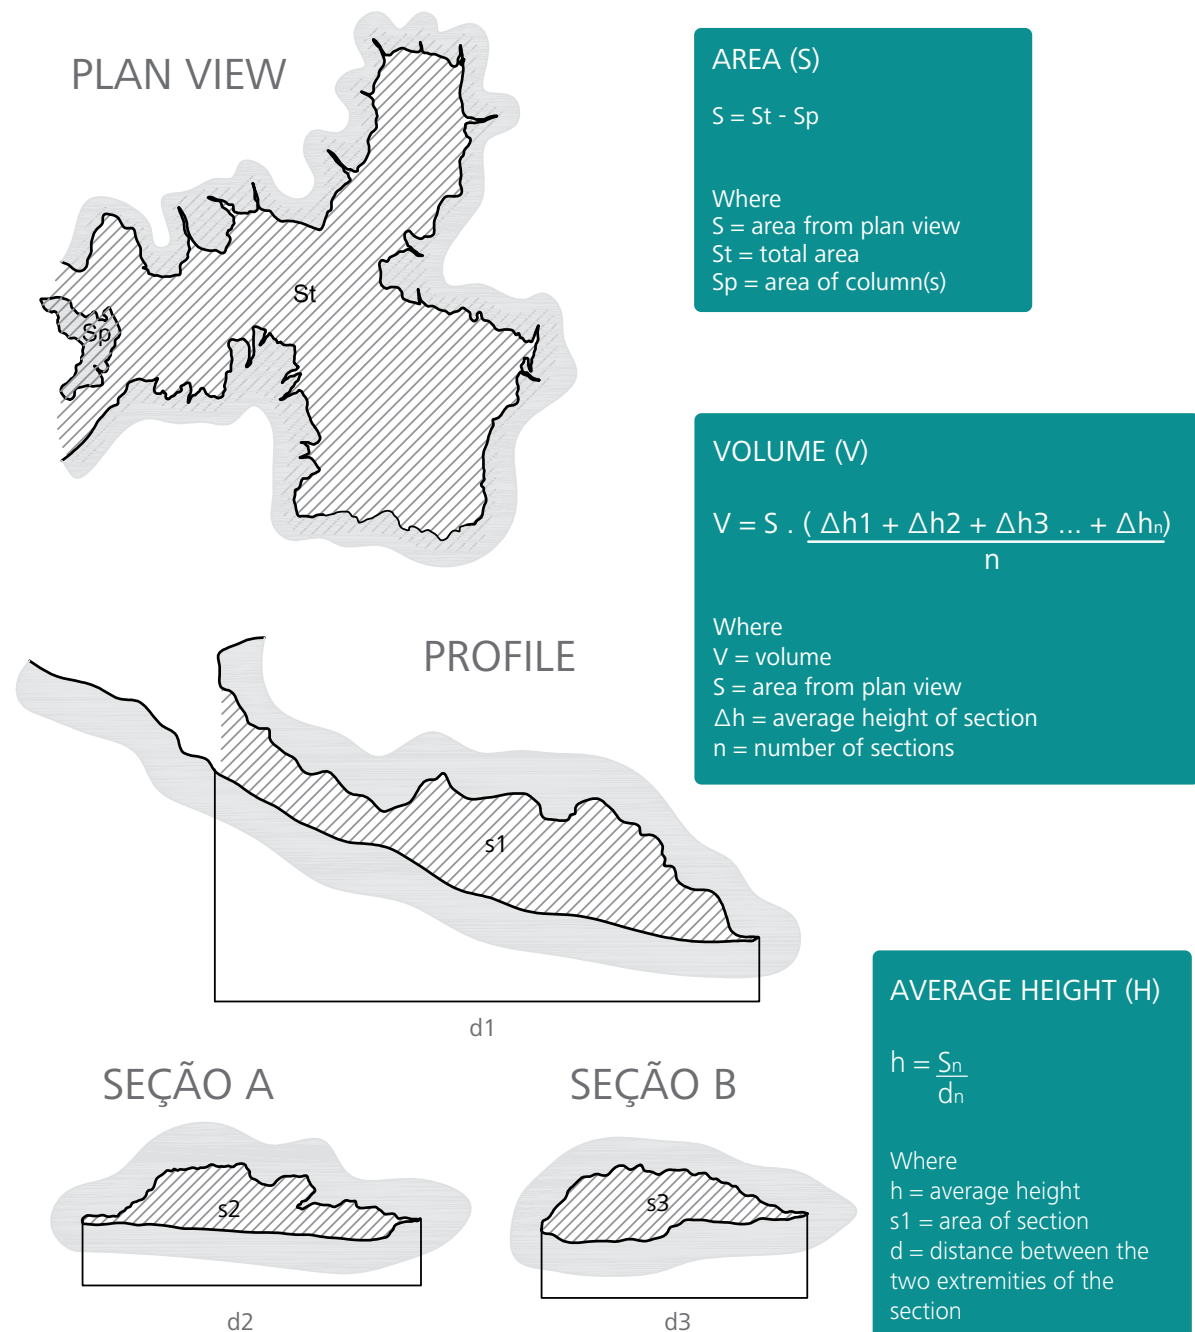 PLAN VIEW
St
Sp
AREA (S)
S = St - Sp
Where
S = area from plan view
St = total area
Sp = area of column(s)
VOLUME (V)
V = S . ( Δh1 + Δh2 + Δh3 ... + Δhn)
n
Where
V = volume
S = area from plan view
Δh = average height of section
n = number of sections
PROFILE
s1
d1
SEÇÃO A
s2
d2
SEÇÃO B
s3
d3
AVERAGE HEIGHT (H)
h = Sn
dn
Where
h = average height
s1 = area of section
d = distance between the
two extremities of the
section